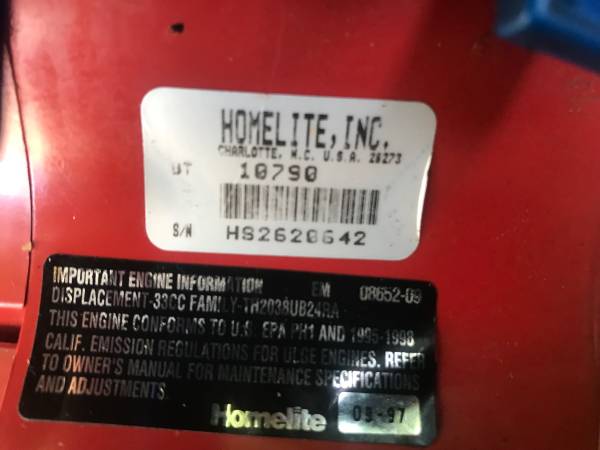 HOMELITE, INC.
CHARLOTTE, N.C. U.S.A. 28273
UT 10790
S/N HS2620642
IMPORTANT ENGINE INFORMATION EM 08652-09
DISPLACEMENT-33CC FAMILY-TH2038UB24RA
THIS ENGINE CONFORMS TO U.S. EPA PH1 AND 1995-1998
CALIF. EMISSION REGULATIONS FOR ULGE ENGINES. REFER
TO OWNER'S MANUAL FOR MAINTENANCE SPECIFICATIONS
AND ADJUSTMENTS.
Homelite 09-97